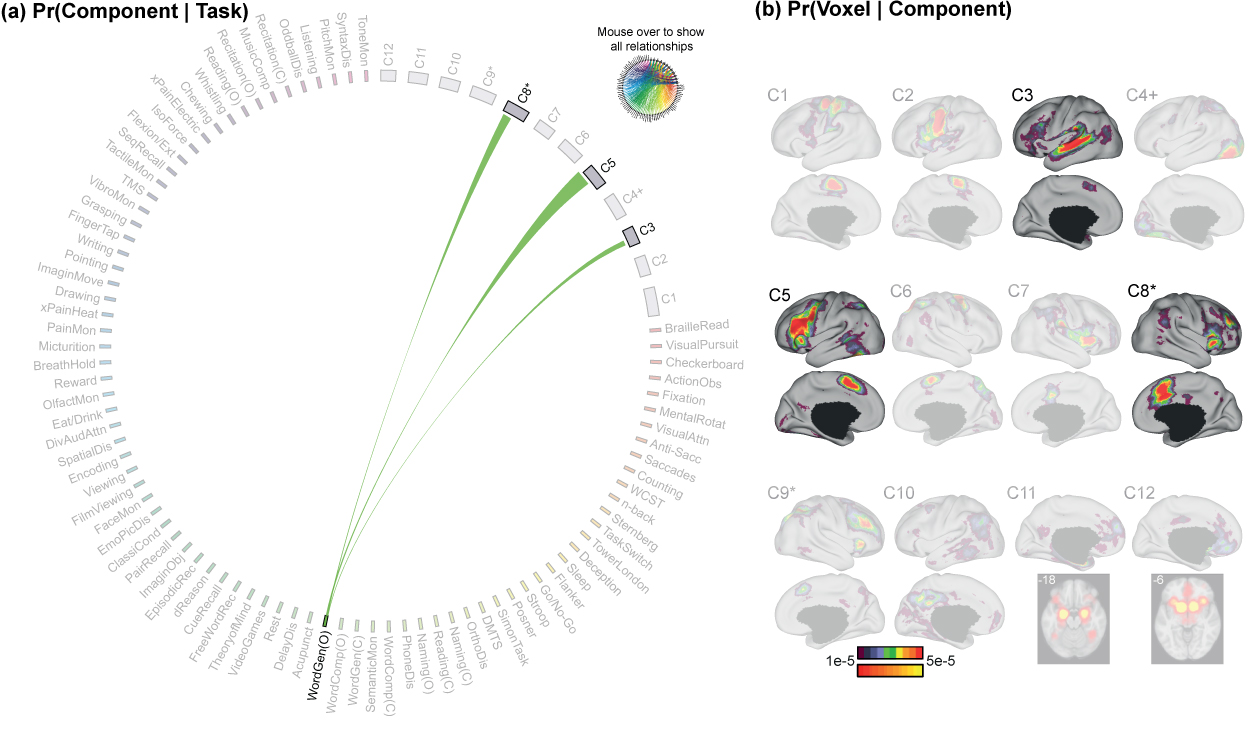 (a) Pr(Component | Task)
(b) Pr(Voxel | Component)
Mouse over to show
all relationships
C12
C11
C10
C9*
C8*
C7
C6
C5
C4+
C3
C2
C1
BrailleRead
VisualPursuit
Checkerboard
ActionObs
Fixation
MentalRotat
VisualAttn
Anti-Sacc
Saccades
Counting
WCST
n-back
Sternberg
TaskSwitch
TowerLondon
Deception
Sleep
Flanker
Go/No-Go
Stroop
Posner
SimonTask
DMTS
OrthoDis
Naming(C)
Reading(C)
Naming(O)
PhoneDis
WordComp(C)
SemanticMon
WordGen(C)
WordComp(O)
WordGen(O)
Acupunct
DelayDis
Rest
VideoGames
TheoryofMind
FreeWordRec
CueRecall
dReason
EpisodicRec
ImaginObj
PairRecall
ClassiCond
EmoPicDis
FaceMon
FilmViewing
Viewing
Encoding
SpatialDis
DivAudAttn
Eat/Drink
OlfactMon
Reward
BreathHold
Micturition
PainMon
xPainHeat
Drawing
ImaginMove
Pointing
Writing
FingerTap
Grasping
VibroMon
TMS
TactileMon
SeqRecall
Flexion/Ext
IsoForce
xPainElectric
Chewing
Whistling
Reading(O)
Recitation(O)
MusicComp
Recitation(C)
OddballDis
Listening
PitchMon
SyntaxDis
ToneMon
C1
C2
C3
C4+
C5
C6
C7
C8*
C9*
C10
C11
C12
-18
-6
1e-5
5e-5